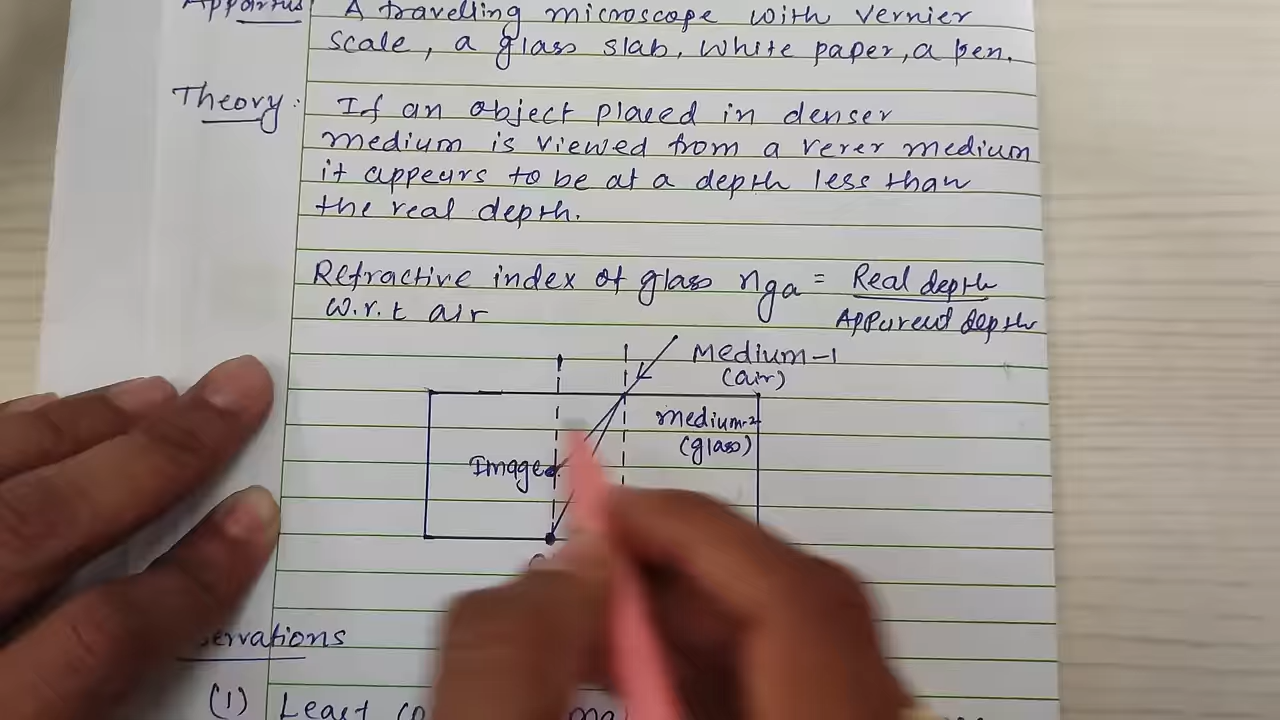 Appartus
A travelling microscope with vernier
scale, a glass slab, white paper, a pen.
Theory:
If an object placed in denser
medium is viewed from a rerer medium
it appears to be at a depth less than
the real depth.
Refractive index of glass nga = Real depth
w.r.t air
Apparent depth
Medium-1
(air)
medium-2
(glass)
Image
servations
(1) Least